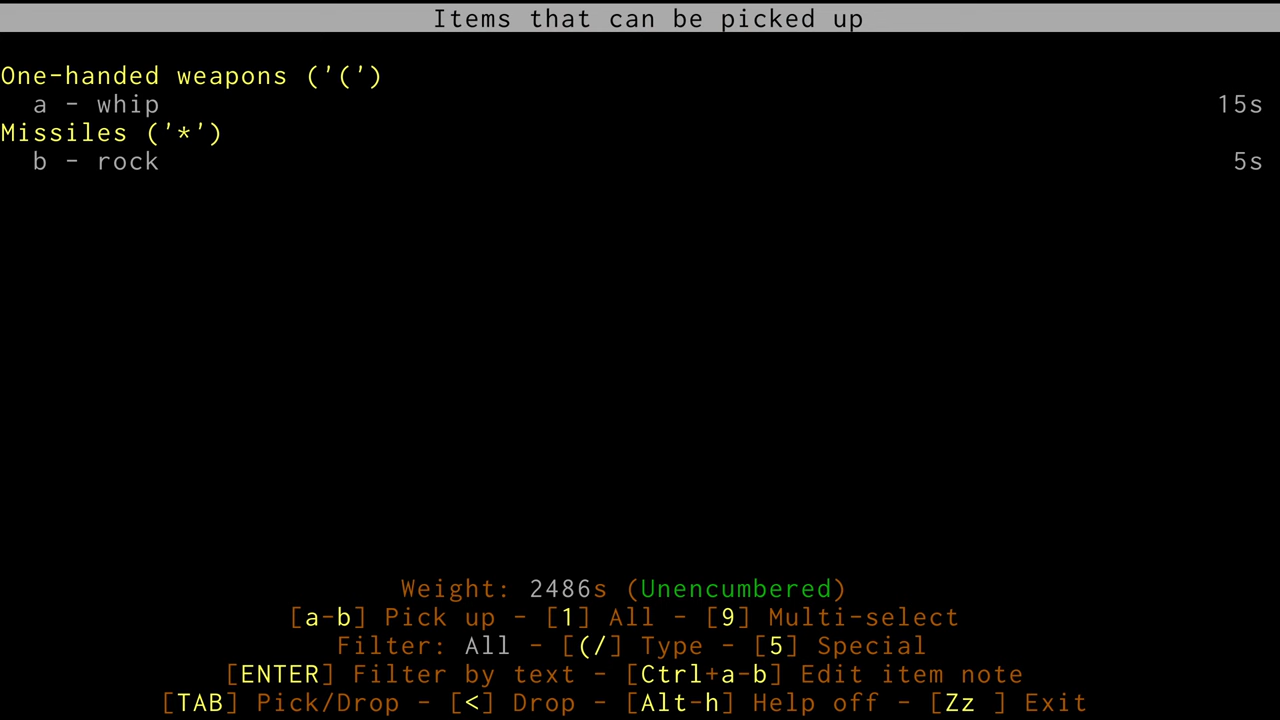 Items that can be picked up
One-handed weapons ('(')
a - whip 15s
Missiles ('*')
b - rock 5s
Weight: 2486s (Unencumbered)
[a-b] Pick up - [1] All - [9] Multi-select
Filter: All - [(/] Type - [5] Special
[ENTER] Filter by text - [Ctrl+a-b] Edit item note
[TAB] Pick/Drop - [<] Drop - [Alt-h] Help off - [Zz ] Exit